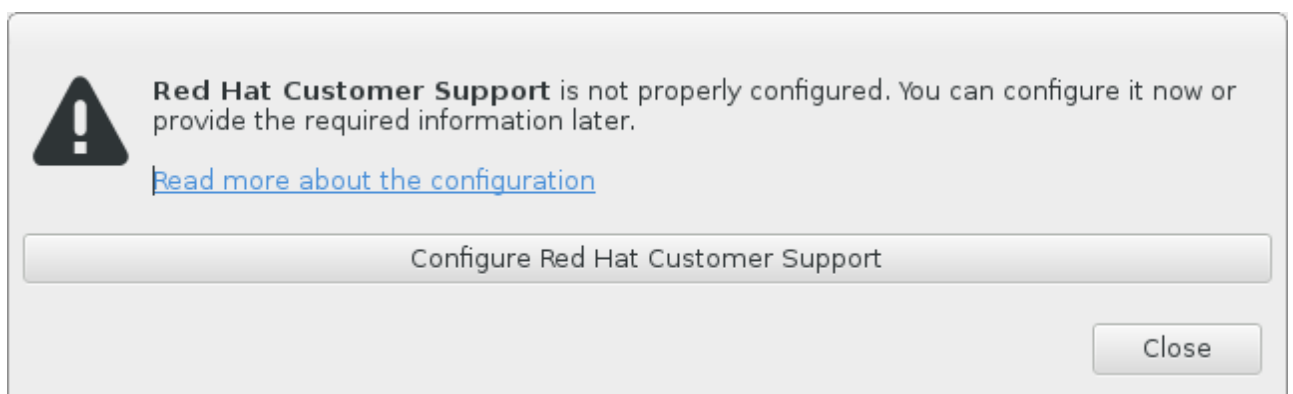 Red Hat Customer Support is not properly configured. You can configure it now or
provide the required information later.
Read more about the configuration
Configure Red Hat Customer Support
Close